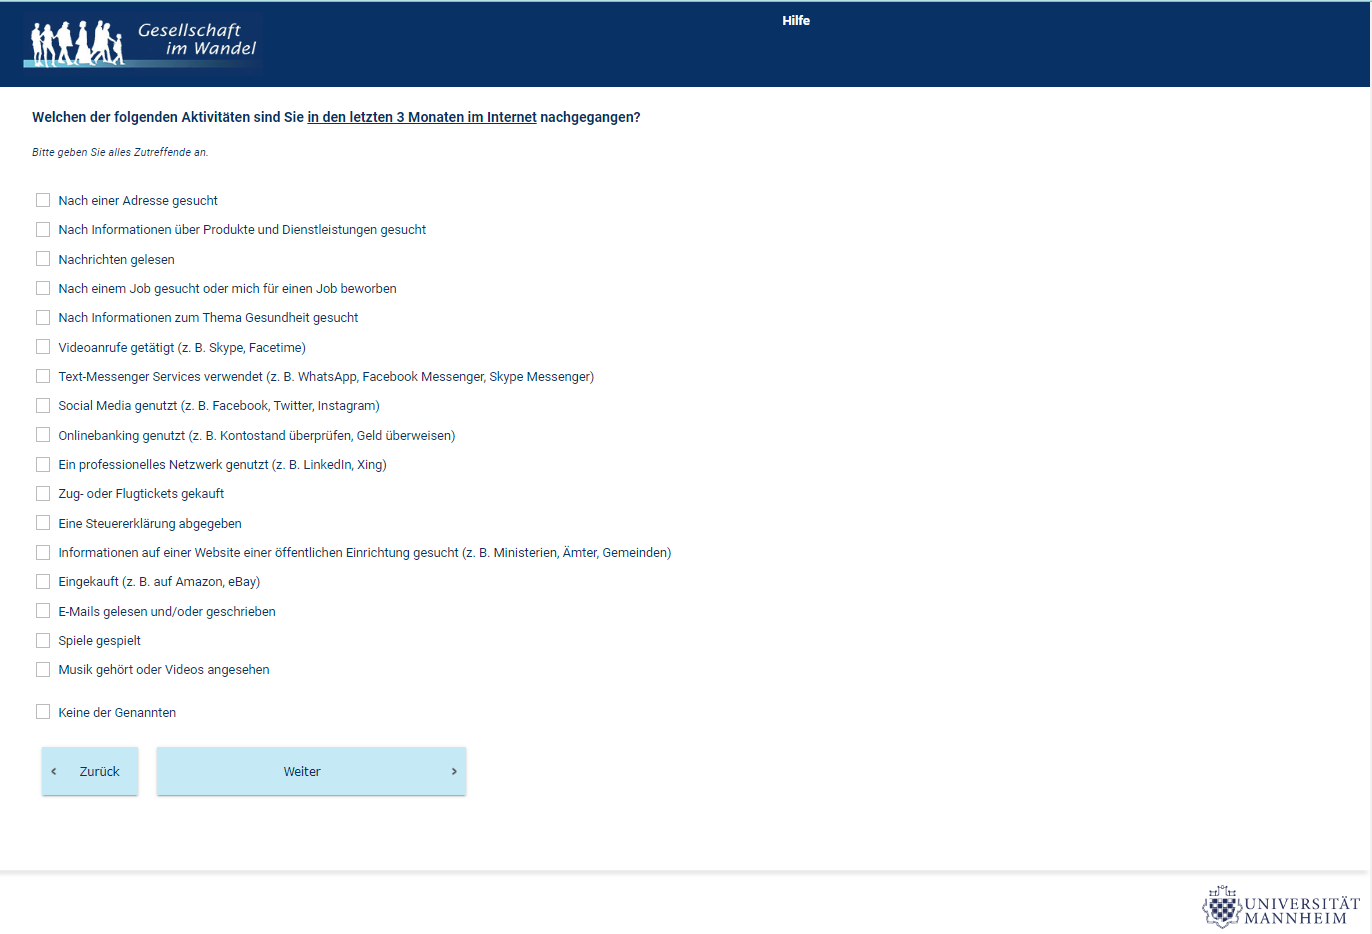 Gesellschaft
im Wandel
Hilfe
Welchen der folgenden Aktivitäten sind Sie in den letzten 3 Monaten im Internet nachgegangen?
Bitte geben Sie alles Zutreffende an.
Nach einer Adresse gesucht
Nach Informationen über Produkte und Dienstleistungen gesucht
Nachrichten gelesen
Nach einem Job gesucht oder mich für einen Job beworben
Nach Informationen zum Thema Gesundheit gesucht
Videoanrufe getätigt (z. B. Skype, Facetime)
Text-Messenger Services verwendet (z. B. WhatsApp, Facebook Messenger, Skype Messenger)
Social Media genutzt (z. B. Facebook, Twitter, Instagram)
Onlinebanking genutzt (z. B. Kontostand überprüfen, Geld überweisen)
Ein professionelles Netzwerk genutzt (z. B. LinkedIn, Xing)
Zug- oder Flugtickets gekauft
Eine Steuererklärung abgegeben
Informationen auf einer Website einer öffentlichen Einrichtung gesucht (z. B. Ministerien, Ämter, Gemeinden)
Eingekauft (z. B. auf Amazon, eBay)
E-Mails gelesen und/oder geschrieben
Spiele gespielt
Musik gehört oder Videos angesehen
Keine der Genannten
‹ Zurück
Weiter ›
UNIVERSITÄT
MANNHEIM